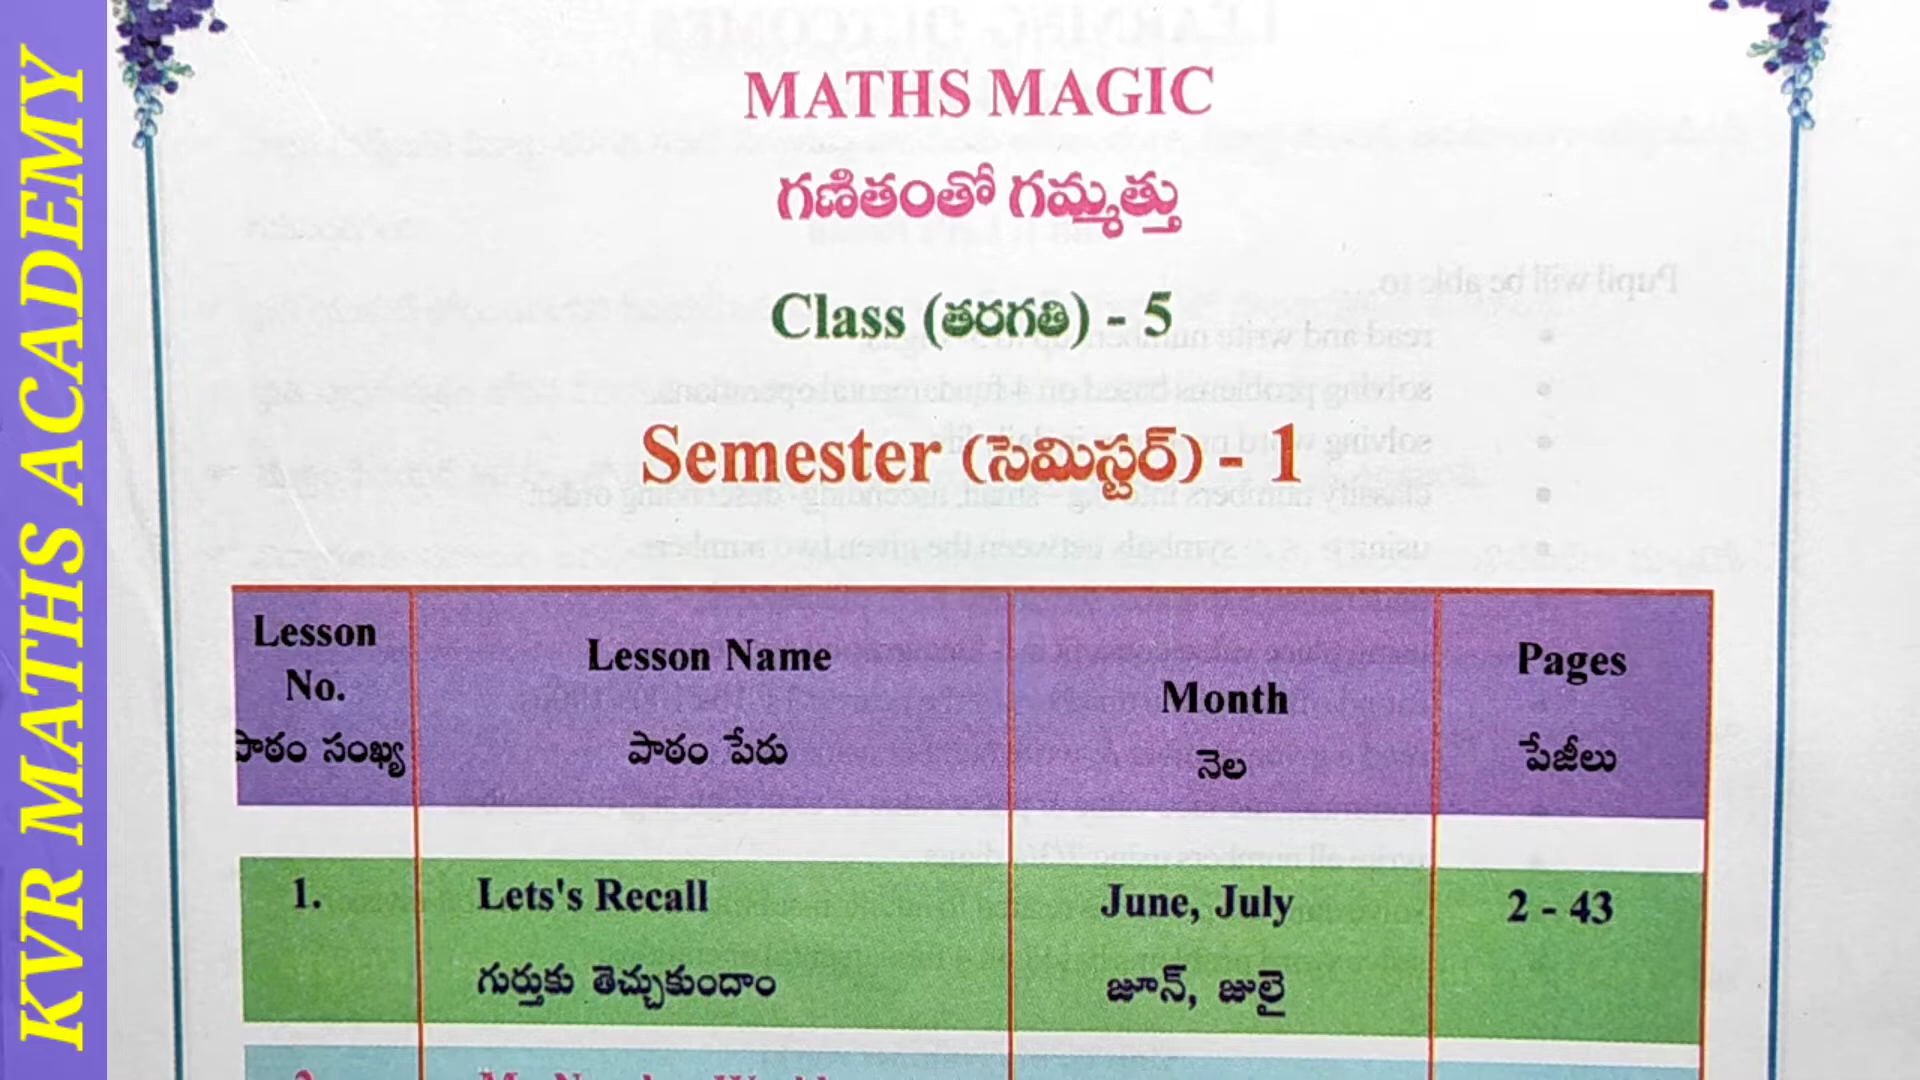 KVR MATHS ACADEMY
MATHS MAGIC
గణితంతో గమ్మత్తు
Class (తరగతి) - 5
Semester (సెమిస్టర్) - 1
Lesson No. పాఠం సంఖ్య
Lesson Name పాఠం పేరు
Month నెల
Pages పేజీలు
1. Lets's Recall June, July 2 - 43
గుర్తుకు తెచ్చుకుందాం జూన్, జులై